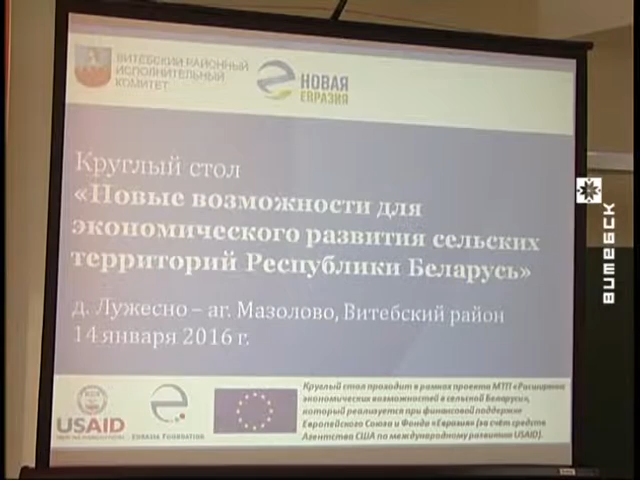 ВИТЕБСКИЙ РАЙОННЫЙ
ИСПОЛНИТЕЛЬНЫЙ
КОМИТЕТ
НОВАЯ
ЕВРАЗИЯ
Круглый стол
«Новые возможности для
экономического развития сельских
территорий Республики Беларусь»
д. Лужесно – аг. Мазолово, Витебский район
14 января 2016 г.
USAID
EURASIA FOUNDATION
Круглый стол проходит в рамках проекта МТП «Расширение
экономических возможностей в сельской Беларуси»,
который реализуется при финансовой поддержке
Европейского Союза и Фонда «Евразия» (за счёт средств
Агентства США по международному развитию USAID).
ВИТЕБСК